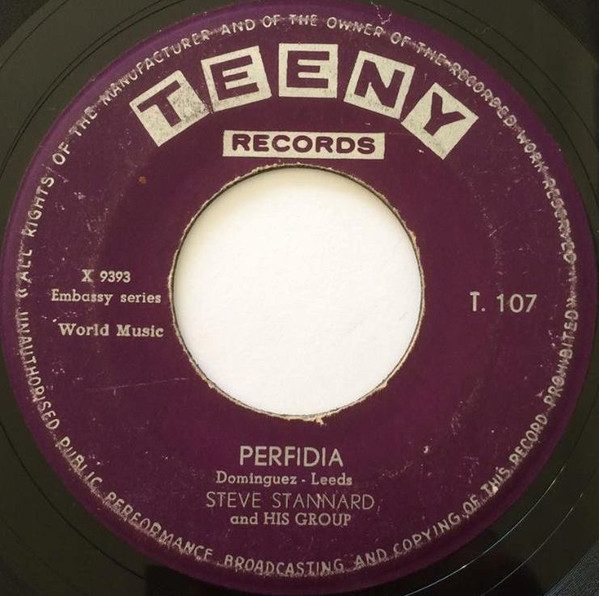 TEENY
RECORDS
X 9393
Embassy series
World Music
T. 107
PERFIDIA
Dominguez - Leeds
STEVE STANNARD
and HIS GROUP
« ALL RIGHTS OF THE MANUFACTURER AND OF THE OWNER OF THE RECORDED WORK RESERVED
UNAUTHORISED PUBLIC PERFORMANCE BROADCASTING AND COPYING OF THIS RECORD PROHIBITED »